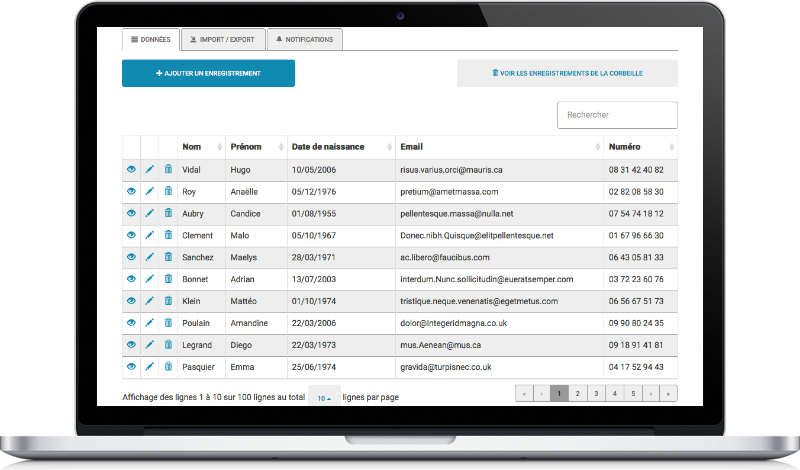 DONNÉES IMPORT / EXPORT NOTIFICATIONS
AJOUTER UN ENREGISTREMENT VOIR LES ENREGISTREMENTS DE LA CORBEILLE
Rechercher
Nom Prénom Date de naissance Email Numéro
Vidal Hugo 10/05/2006 risus.varius.orci@mauris.ca 08 31 42 40 82
Roy Anaëlle 05/12/1976 pretium@ametmassa.com 02 82 08 58 30
Aubry Candice 01/08/1955 pellentesque.massa@nulla.net 07 54 74 18 12
Clement Malo 05/10/1967 Donec.nibh.Quisque@elitpellentesque.net 01 67 96 66 30
Sanchez Maelys 28/03/1971 ac.libero@faucibus.com 06 43 05 81 33
Bonnet Adrian 13/07/2003 interdum.Nunc.sollicitudin@eueratsemper.com 03 72 23 60 76
Klein Mattéo 01/10/1974 tristique.neque.venenatis@egetmetus.com 06 56 67 51 73
Poulain Amandine 22/03/2006 dolor@Integeridmagna.co.uk 09 90 80 24 35
Legrand Diego 22/03/1973 mus.Aenean@mus.ca 09 18 91 41 81
Pasquier Emma 25/06/1974 gravida@turpisnec.co.uk 04 17 52 94 43
Affichage des lignes 1 à 10 sur 100 lignes au total 10 lignes par page « ‹ 1 2 3 4 5 › »